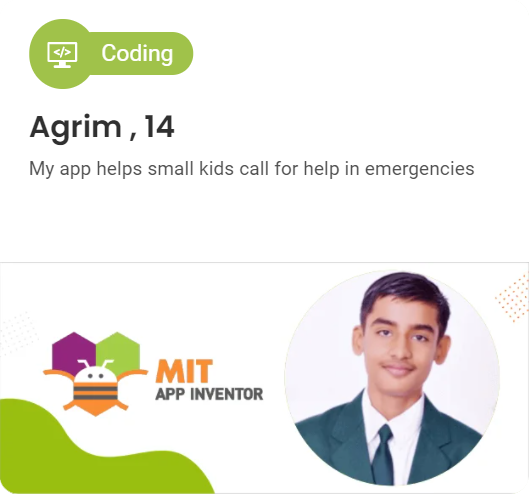 Coding
Agrim , 14
My app helps small kids call for help in emergencies
MIT
APP INVENTOR